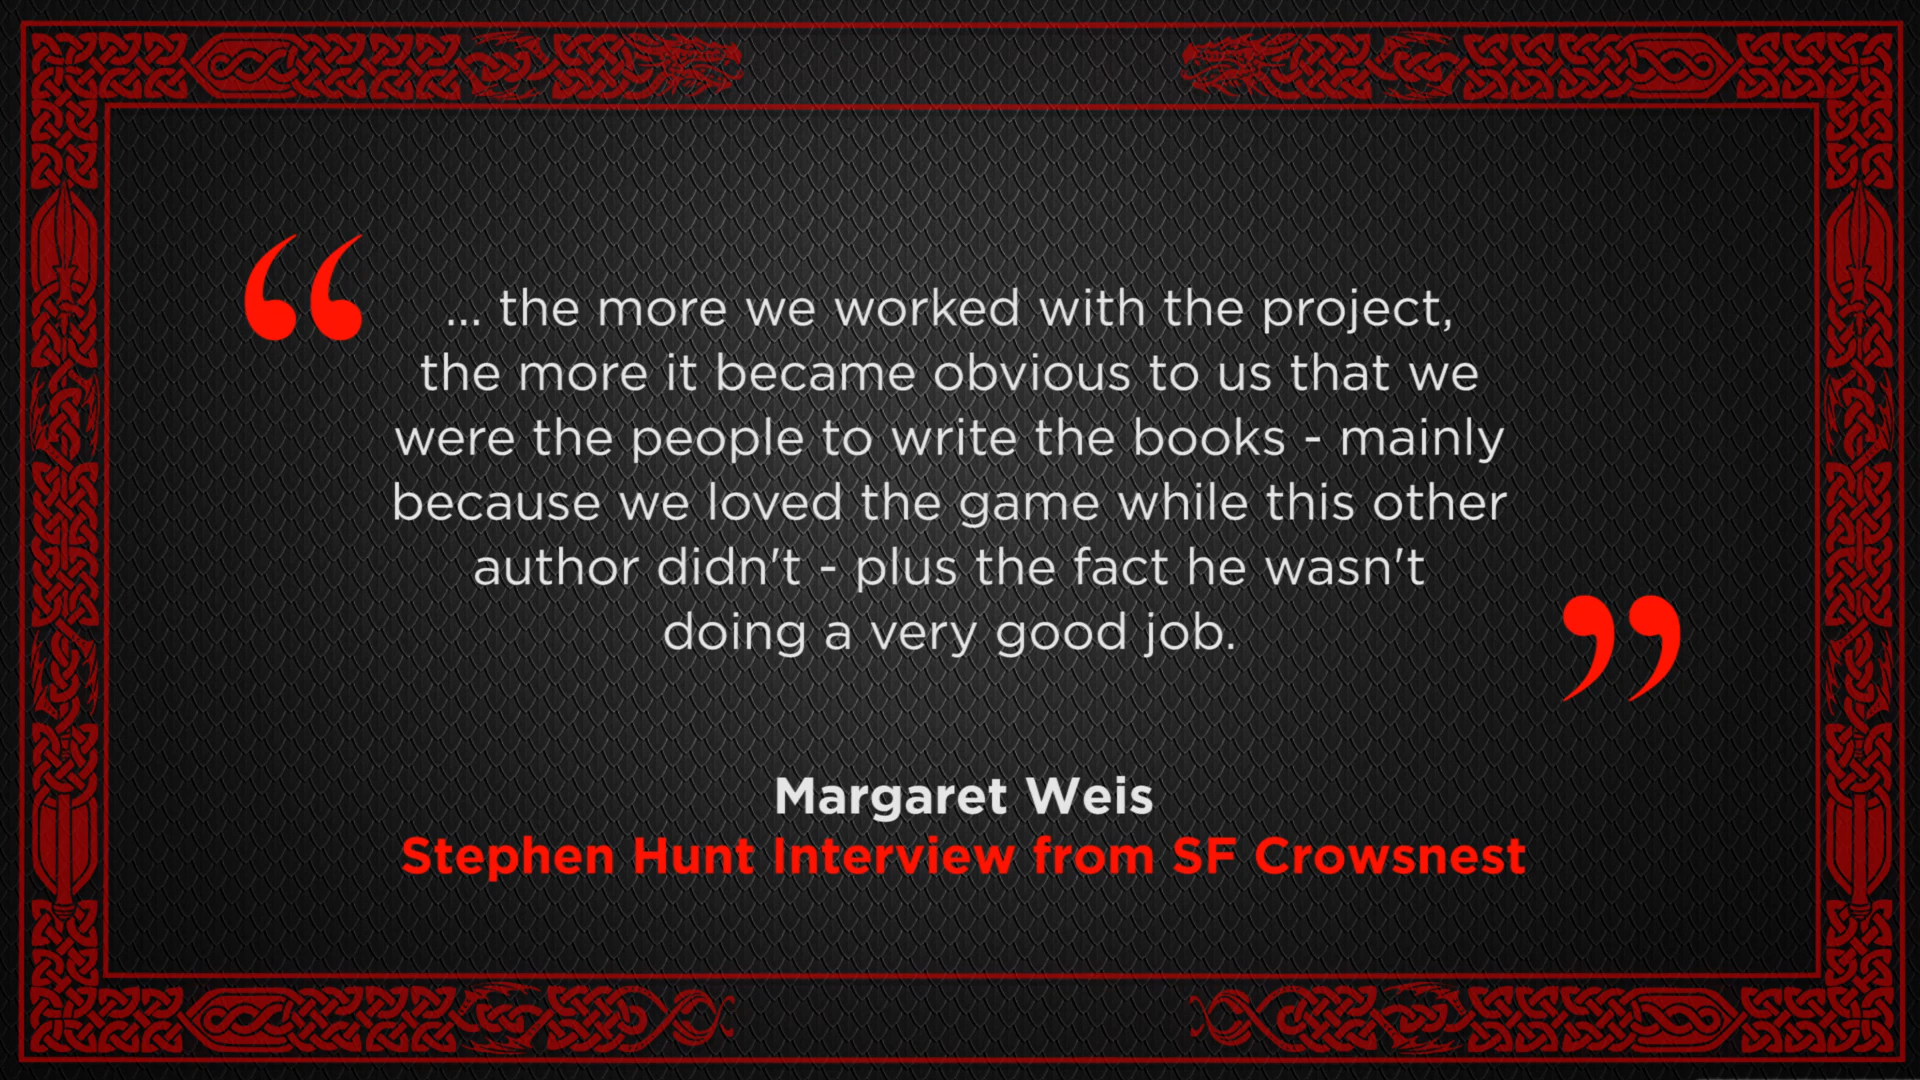 “ ... the more we worked with the project,
the more it became obvious to us that we
were the people to write the books - mainly
because we loved the game while this other
author didn't - plus the fact he wasn't
doing a very good job. ”
Margaret Weis
Stephen Hunt Interview from SF Crowsnest